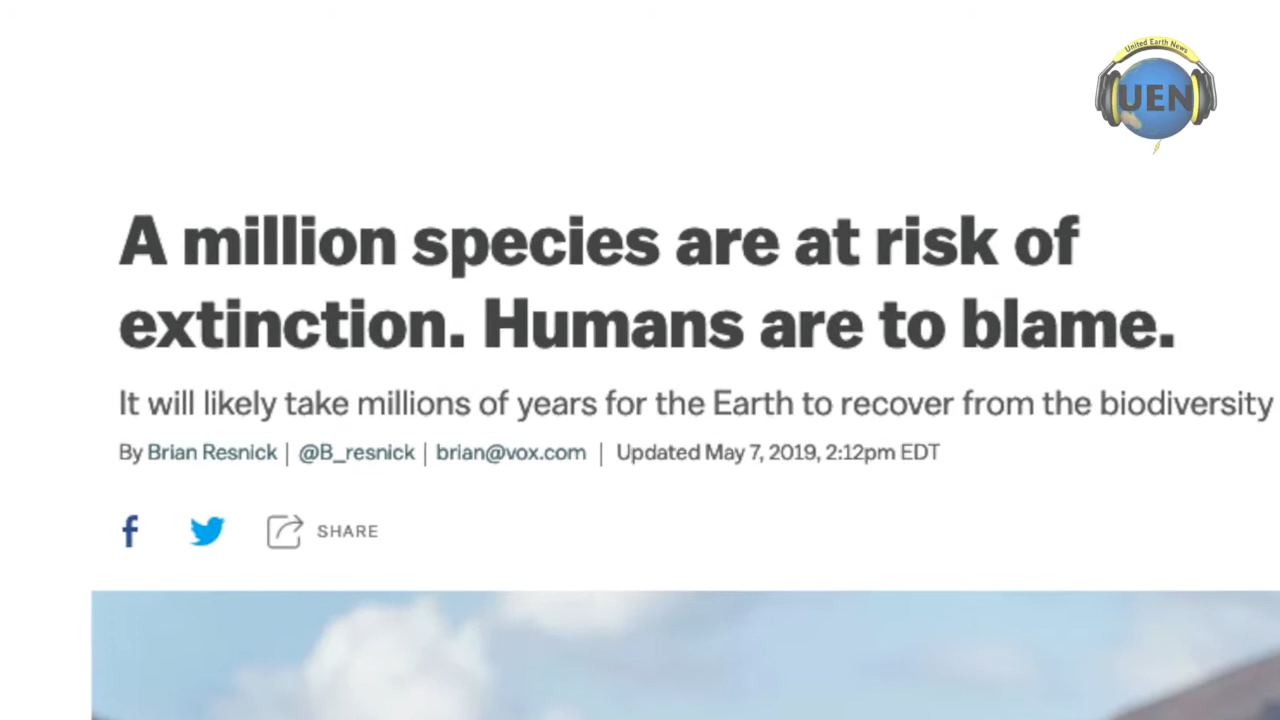 United Earth News
UEN
A million species are at risk of
extinction. Humans are to blame.
It will likely take millions of years for the Earth to recover from the biodiversity
By Brian Resnick | @B_resnick | brian@vox.com | Updated May 7, 2019, 2:12pm EDT
SHARE